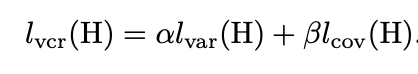 l_vcr(H) = αl_var(H) + βl_cov(H).